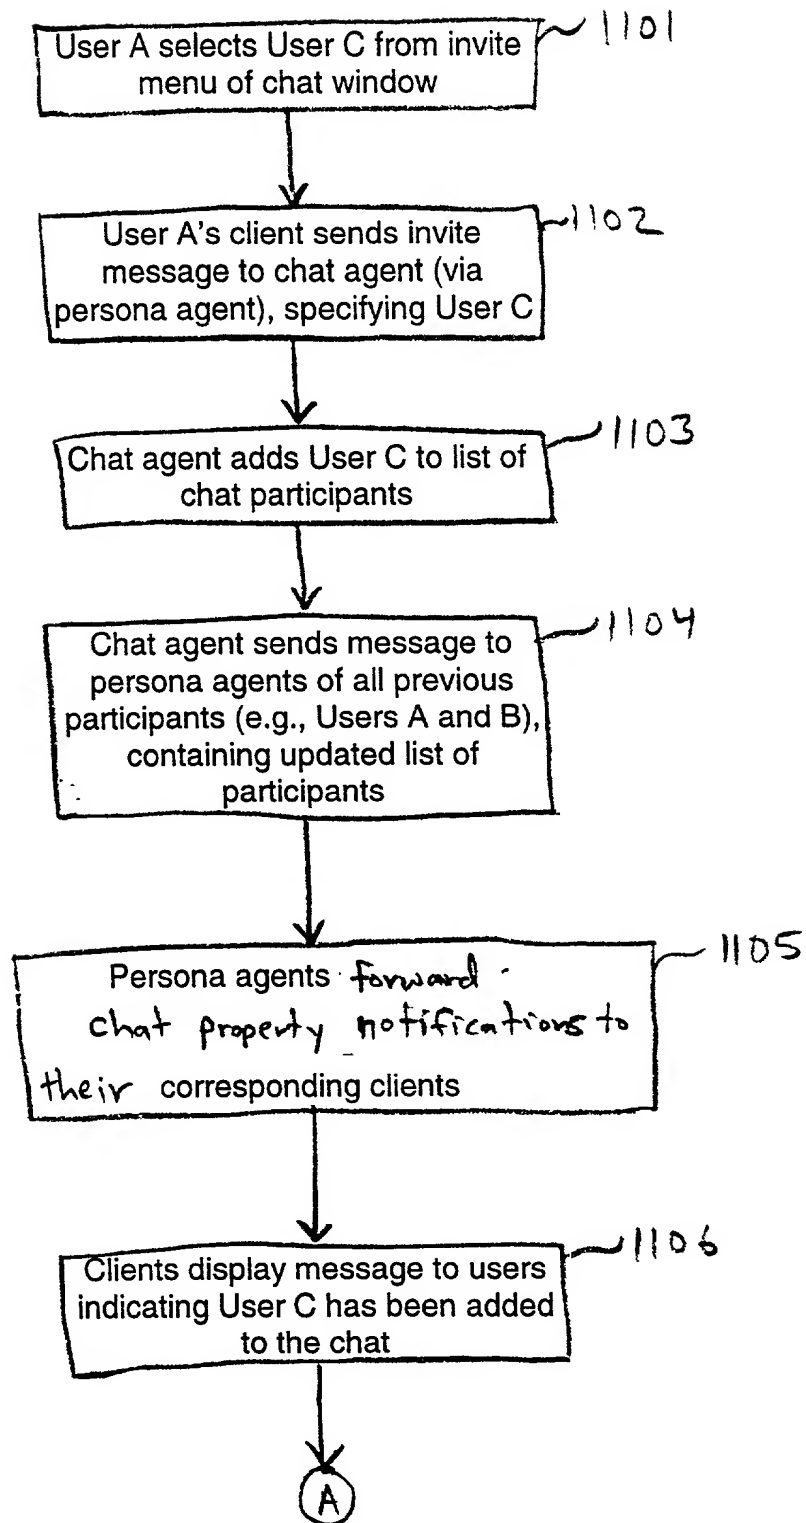 User A selects User C from invite
menu of chat window
1101
User A's client sends invite
message to chat agent (via
persona agent), specifying User C
1102
Chat agent adds User C to list of
chat participants
1103
Chat agent sends message to
persona agents of all previous
participants (e.g., Users A and B),
containing updated list of
participants
1104
Persona agents forward
chat property notifications to
their corresponding clients
1105
Clients display message to users
indicating User C has been added
to the chat
1106
A